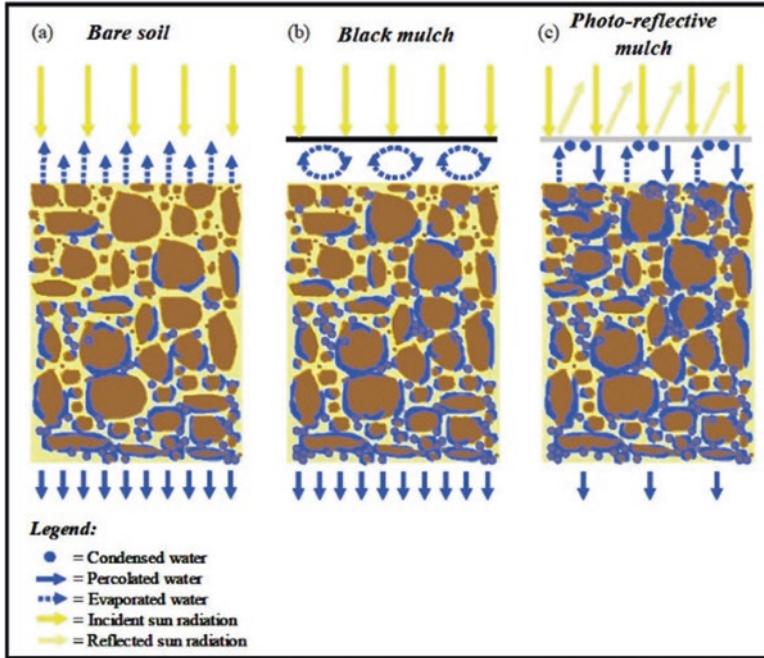 (a) Bare soil
(b) Black mulch
(c) Photo-reflective
mulch
Legend:
= Condensed water
= Percolated water
= Evaporated water
= Incident sun radiation
= Reflected sun radiation